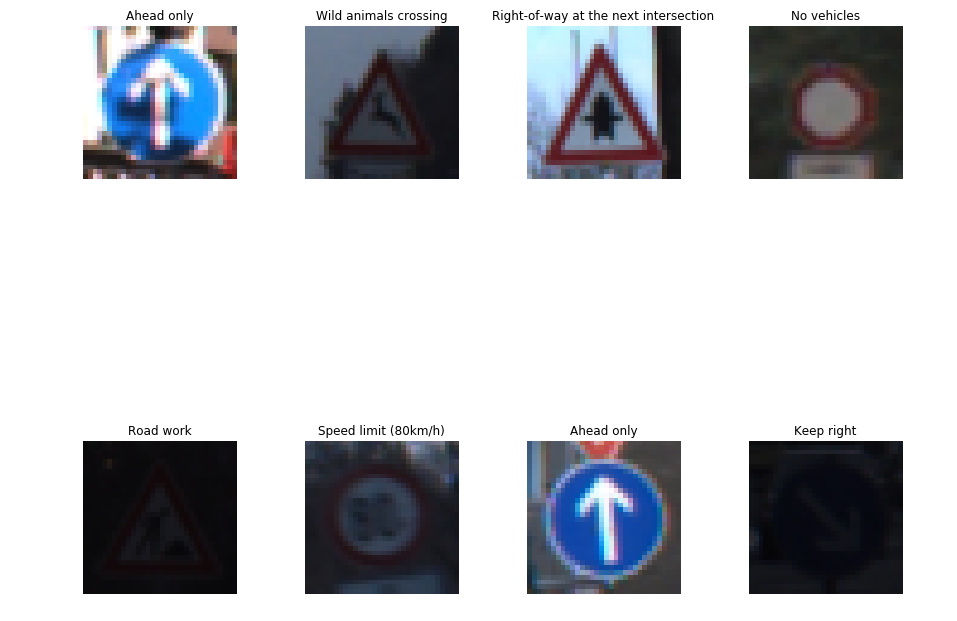 Ahead only
Wild animals crossing
Right-of-way at the next intersection
No vehicles
Road work
Speed limit (80km/h)
Ahead only
Keep right